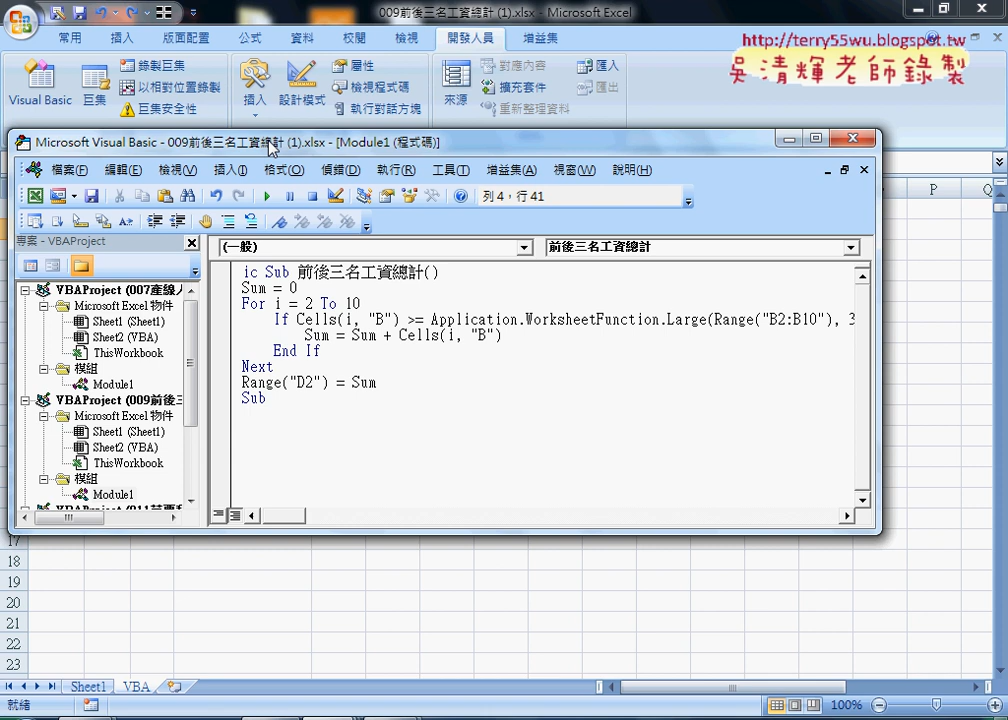 009前後三名工資總計 (1).xlsx - Microsoft Excel
常用 插入 版面配置 公式 資料 校閱 檢視 開發人員 增益集
http://terry55wu.blogspot.tw
吳清輝老師錄製
Visual Basic 巨集 錄製巨集 以相對位置錄製 巨集安全性 插入 設計模式 屬性 檢視程式碼 執行對話方塊 來源 對應內容 擴充套件 重新整理資料 匯入 匯出
Microsoft Visual Basic - 009前後三名工資總計 (1).xlsx - [Module1 (程式碼)]
檔案(F) 編輯(E) 檢視(V) 插入(I) 格式(O) 偵錯(D) 執行(R) 工具(T) 增益集(A) 視窗(W) 說明(H)
列 4，行 41
專案 - VBAProject
(一般) 前後三名工資總計
VBAProject (007產線
Microsoft Excel 物件
Sheet1 (Sheet1)
Sheet2 (VBA)
ThisWorkbook
模組
Module1
VBAProject (009前後三
Microsoft Excel 物件
Sheet1 (Sheet1)
Sheet2 (VBA)
ThisWorkbook
模組
Module1
ic Sub 前後三名工資總計()
Sum = 0
For i = 2 To 10
If Cells(i, "B") >= Application.WorksheetFunction.Large(Range("B2:B10"), 3
Sum = Sum + Cells(i, "B")
End If
Next
Range("D2") = Sum
Sub
P Q
17
18
19
20
21
22
23
Sheet1 VBA
就緒 100%